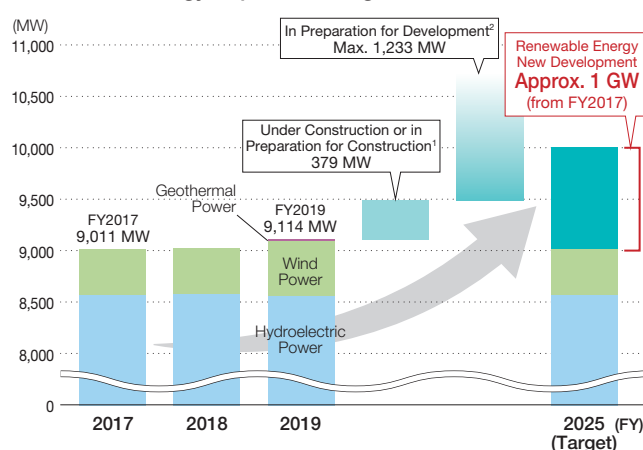 (MW)
11,000
10,500
10,000
9,500
9,000
8,500
8,000
0
In Preparation for Development2
Max. 1,233 MW
Renewable Energy
New Development
Approx. 1 GW
(from FY2017)
Under Construction or in
Preparation for Construction1
379 MW
Geothermal
Power
FY2017
9,011 MW
FY2019
9,114 MW
Wind
Power
Hydroelectric
Power
2017
2018
2019
2025 (FY)
(Target)